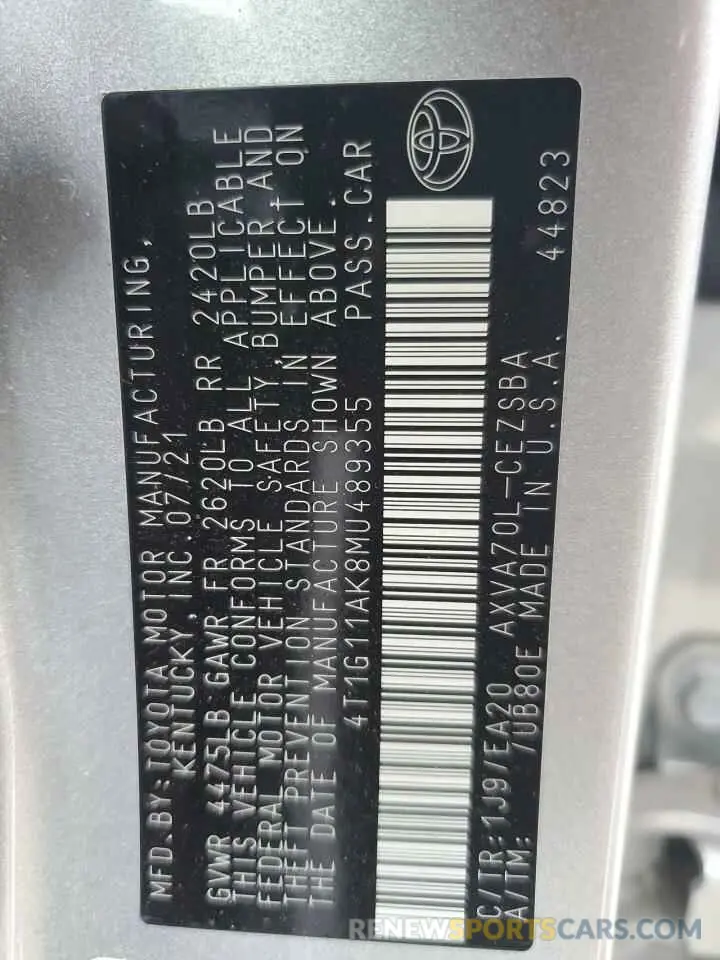 MFD.BY: TOYOTA MOTOR MANUFACTURING,
KENTUCKY, INC. 07/21
GVWR 4475LB GAWR FR 2620LB RR 2420LB
THIS VEHICLE CONFORMS TO ALL APPLICABLE
FEDERAL MOTOR VEHICLE SAFETY, BUMPER, AND
THEFT PREVENTION STANDARDS IN EFFECT ON
THE DATE OF MANUFACTURE SHOWN ABOVE.
4T1G11AK8MU489355 PASS.CAR
C/TR: 1J9/EA20 AXVA70L-CEZSBA 44823
A/TM: /UB80E MADE IN U.S.A.
RENEWSPORTSCARS.COM